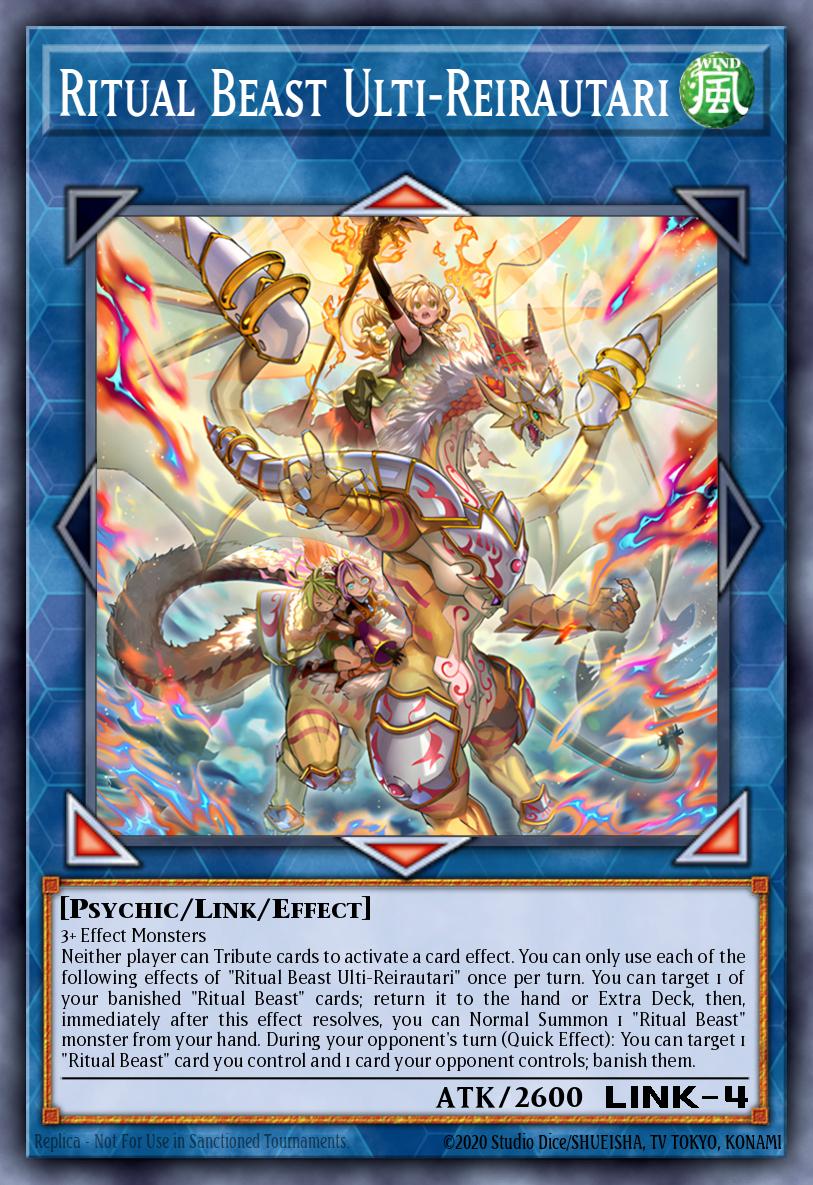 Ritual Beast Ulti-Reirautari
WIND
風
[Psychic/Link/Effect]
3+ Effect Monsters
Neither player can Tribute cards to activate a card effect. You can only use each of the
following effects of "Ritual Beast Ulti-Reirautari" once per turn. You can target 1 of
your banished "Ritual Beast" cards; return it to the hand or Extra Deck, then,
immediately after this effect resolves, you can Normal Summon 1 "Ritual Beast"
monster from your hand. During your opponent's turn (Quick Effect): You can target 1
"Ritual Beast" card you control and 1 card your opponent controls; banish them.
ATK/2600 LINK-4
Replica - Not For Use in Sanctioned Tournaments. ©2020 Studio Dice/SHUEISHA, TV TOKYO, KONAMI